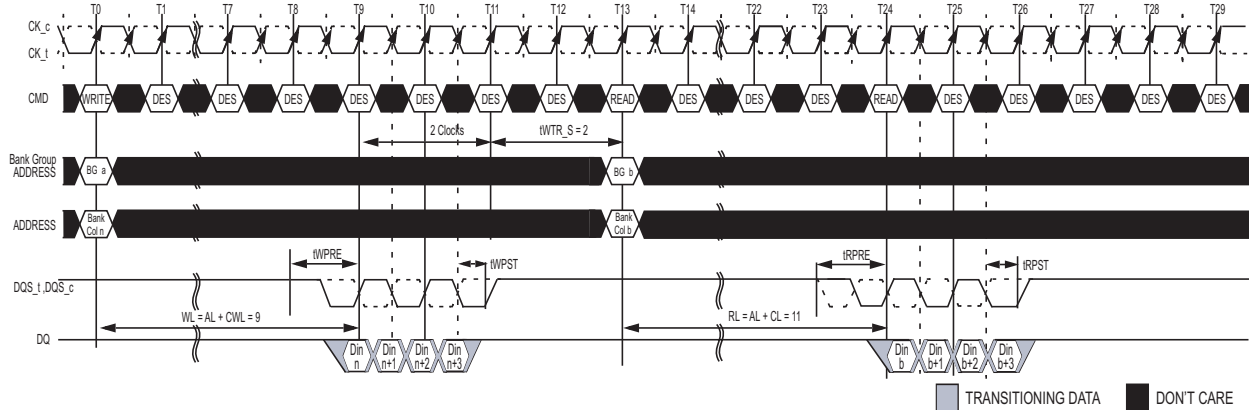 T0 T1 T7 T8 T9 T10 T11 T12 T13 T14 T22 T23 T24 T25 T26 T27 T28 T29
CK_c
CK_t
CMD WRITE DES DES DES DES DES DES DES READ DES DES DES READ DES DES DES DES DES
2 Clocks tWTR_S = 2
Bank Group
ADDRESS BG a BG b
ADDRESS Bank
Col n Bank
Col b
tWPRE tWPST tRPRE tRPST
DQS_t ,DQS_c
WL = AL + CWL = 9 RL = AL + CL = 11
DQ Din
n Din
n+1 Din
n+2 Din
n+3 Din
b Din
b+1 Din
b+2 Din
b+3
TRANSITIONING DATA DON'T CARE